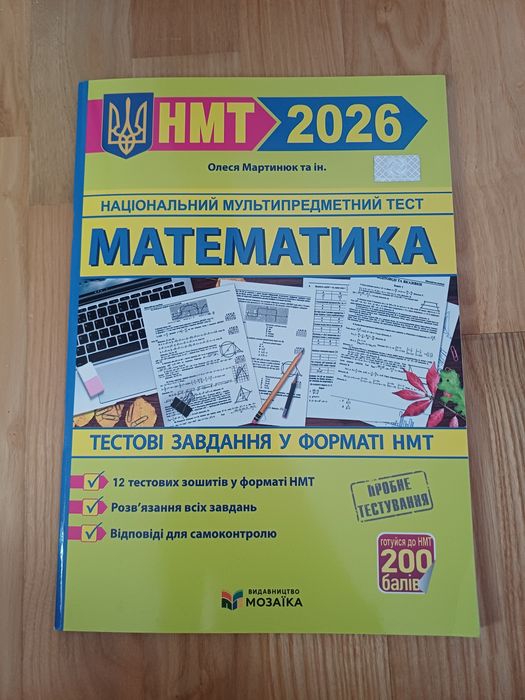 НМТ 2026
Олеся Мартинюк та ін.
НАЦІОНАЛЬНИЙ МУЛЬТИПРЕДМЕТНИЙ ТЕСТ
МАТЕМАТИКА
ТЕСТОВІ ЗАВДАННЯ У ФОРМАТІ НМТ
12 тестових зошитів у форматі НМТ
Розв'язання всіх завдань
Відповіді для самоконтролю
ПРОБНЕ
ТЕСТУВАННЯ
готуйся до НМТ
200
балів
ВИДАВНИЦТВО
МОЗАЇКА